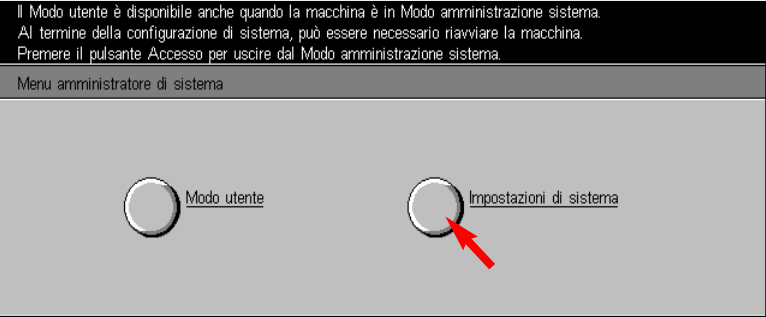 Il Modo utente è disponibile anche quando la macchina è in Modo amministrazione sistema.
Al termine della configurazione di sistema, può essere necessario riavviare la macchina.
Premere il pulsante Accesso per uscire dal Modo amministrazione sistema.
Menu amministratore di sistema
Modo utente
Impostazioni di sistema